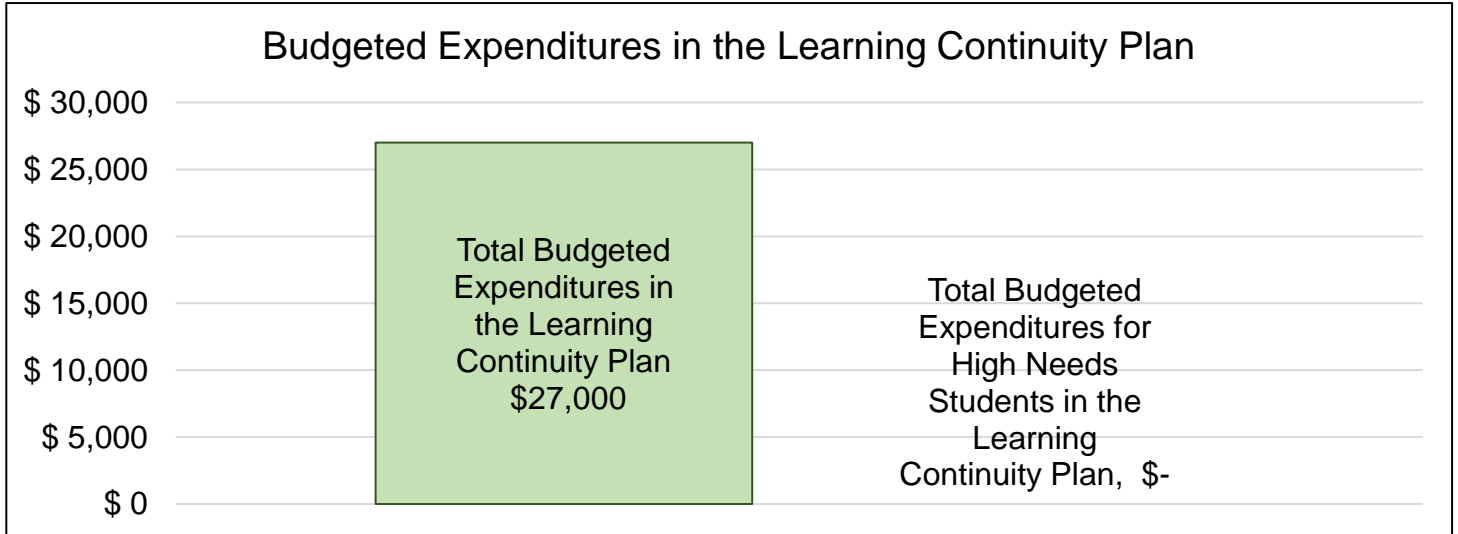 Budgeted Expenditures in the Learning Continuity Plan
$ 30,000
$ 25,000
$ 20,000
$ 15,000
$ 10,000
$ 5,000
$ 0
Total Budgeted
Expenditures in
the Learning
Continuity Plan
$27,000
Total Budgeted
Expenditures for
High Needs
Students in the
Learning
Continuity Plan, $-